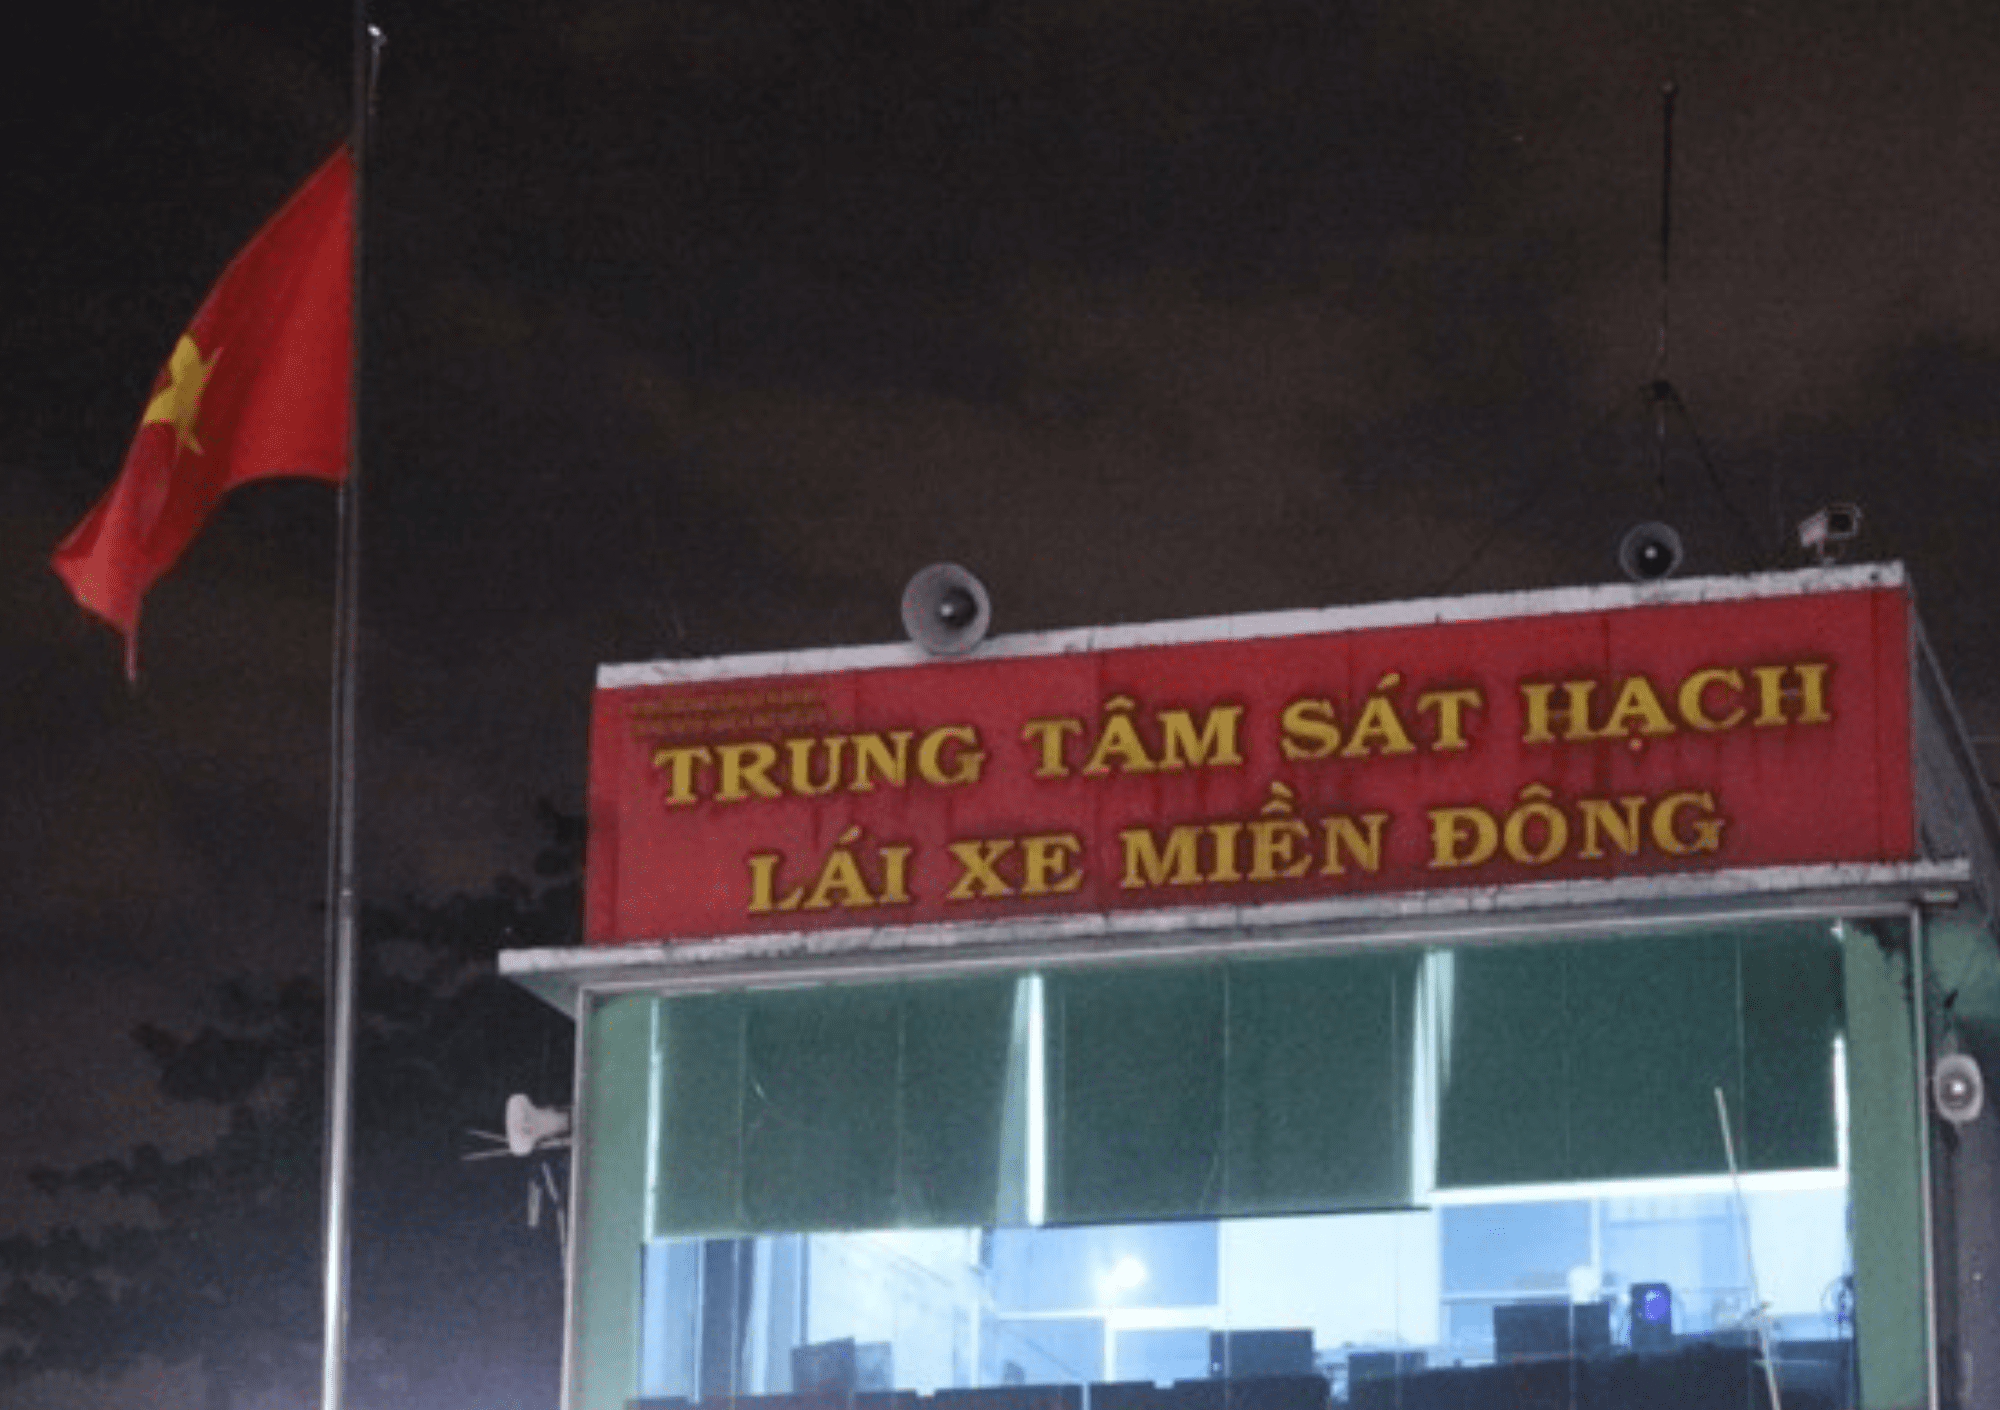 TRUNG TÂM SÁT HẠCH
LÁI XE MIỀN ĐÔNG